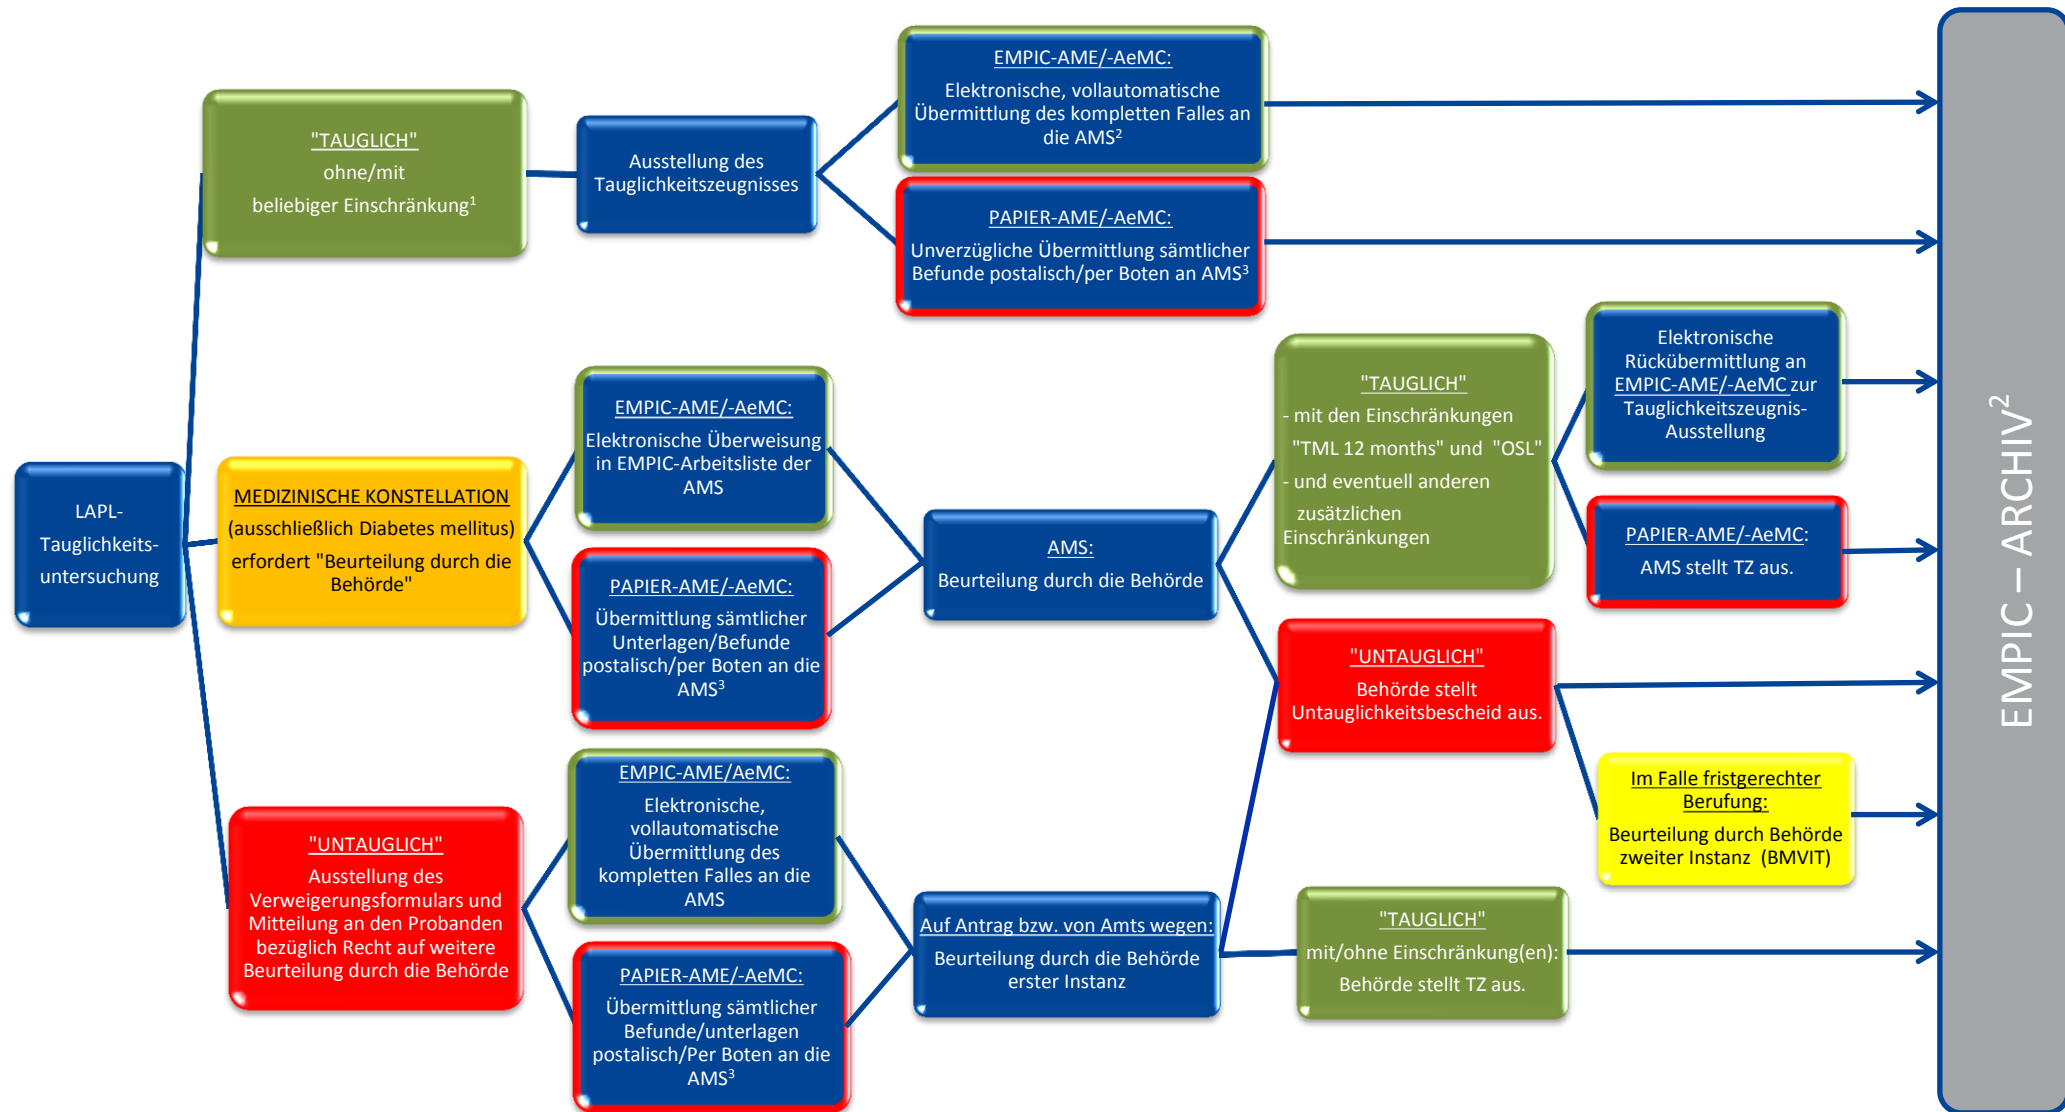 LAPL-
Tauglichkeits-
untersuchung
"TAUGLICH"
ohne/mit
beliebiger Einschränkung¹
Ausstellung des
Tauglichkeitszeugnisses
EMPIC-AME/-AeMC:
Elektronische, vollautomatische
Übermittlung des kompletten Falles an
die AMS²
PAPIER-AME/-AeMC:
Unverzügliche Übermittlung sämtlicher
Befunde postalisch/per Boten an AMS³
MEDIZINISCHE KONSTELLATION
(ausschließlich Diabetes mellitus)
erfordert "Beurteilung durch die
Behörde"
EMPIC-AME/-AeMC:
Elektronische Überweisung
in EMPIC-Arbeitsliste der
AMS
PAPIER-AME/-AeMC:
Übermittlung sämtlicher
Unterlagen/Befunde
postalisch/per Boten an die
AMS³
AMS:
Beurteilung durch die Behörde
"TAUGLICH"
- mit den Einschränkungen
"TML 12 months" und "OSL"
- und eventuell anderen
zusätzlichen
Einschränkungen
Elektronische
Rückübermittlung an
EMPIC-AME/-AeMC zur
Tauglichkeitszeugnis-
Ausstellung
PAPIER-AME/-AeMC:
AMS stellt TZ aus.
"UNTAUGLICH"
Behörde stellt
Untauglichkeitsbescheid aus.
Im Falle fristgerechter
Berufung:
Beurteilung durch Behörde
zweiter Instanz (BMVIT)
"UNTAUGLICH"
Ausstellung des
Verweigerungsformulars und
Mitteilung an den Probanden
bezüglich Recht auf weitere
Beurteilung durch die Behörde
EMPIC-AME/AeMC:
Elektronische,
vollautomatische
Übermittlung des
kompletten Falles an die
AMS
PAPIER-AME/-AeMC:
Übermittlung sämtlicher
Befunde/unterlagen
postalisch/Per Boten an die
AMS³
Auf Antrag bzw. von Amts wegen:
Beurteilung durch die Behörde
erster Instanz
"TAUGLICH"
mit/ohne Einschränkung(en):
Behörde stellt TZ aus.
EMPIC – ARCHIV²